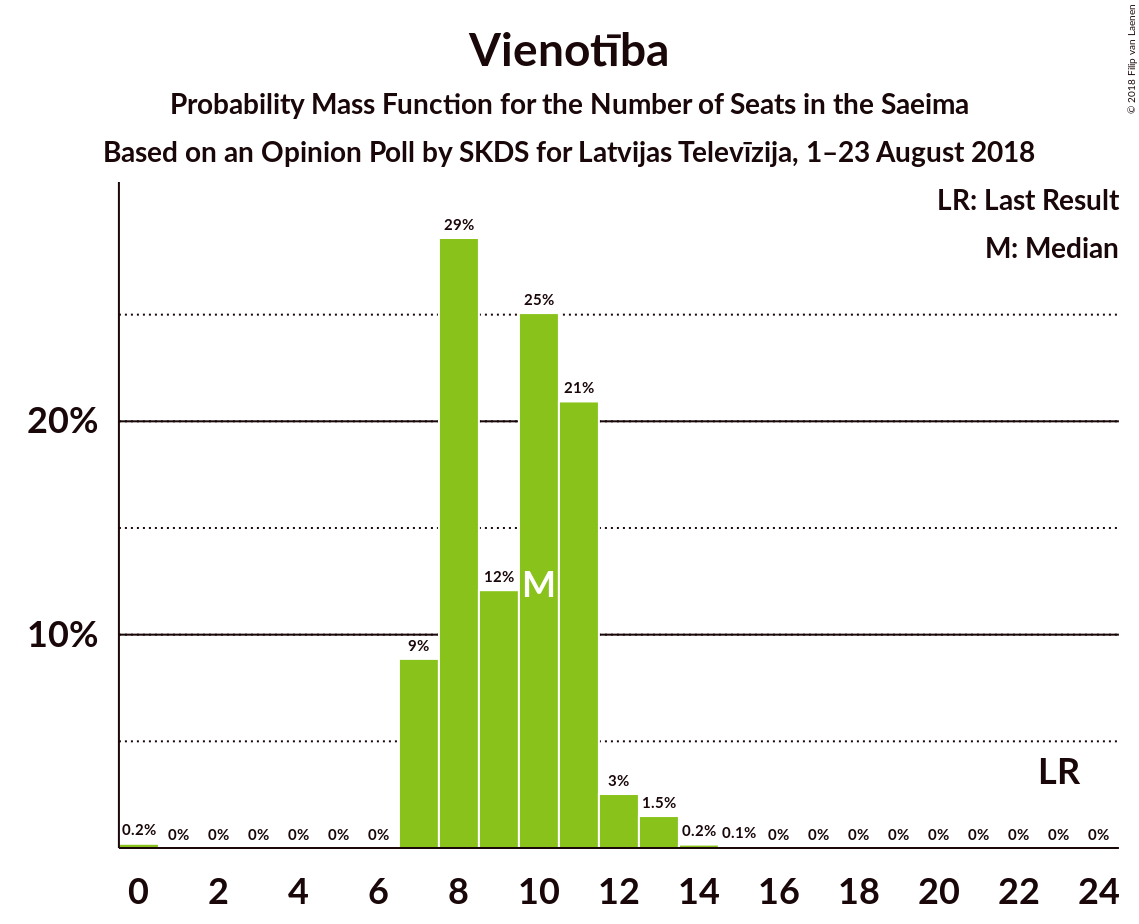 Vienotība
Probability Mass Function for the Number of Seats in the Saeima
Based on an Opinion Poll by SKDS for Latvijas Televīzija, 1–23 August 2018
© 2018 Filip van Laenen
LR: Last Result
M: Median
29%
25%
21%
20%
12%
M
10%
9%
LR
3%
1.5%
0.2% 0% 0% 0% 0% 0% 0% 0.2% 0.1% 0% 0% 0% 0% 0% 0% 0% 0% 0%
0 2 4 6 8 10 12 14 16 18 20 22 24